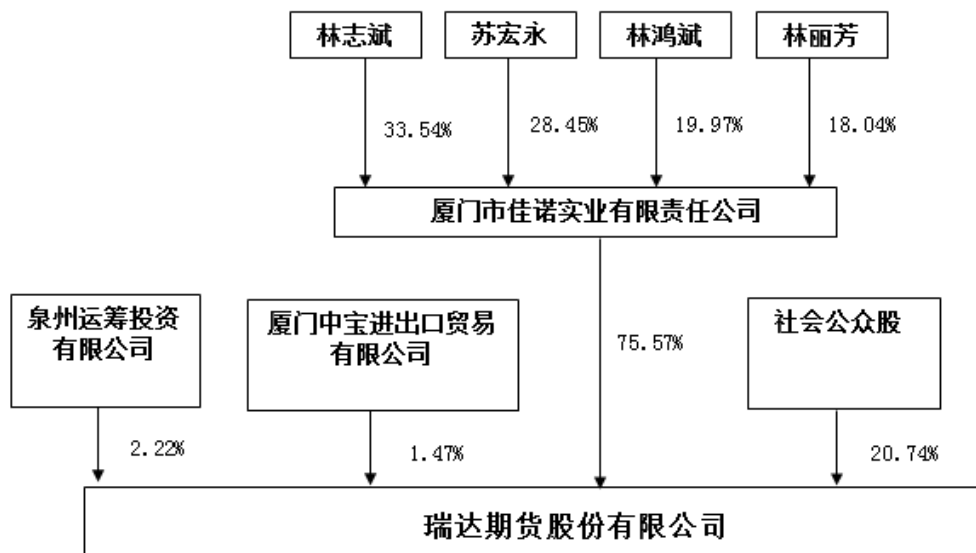 林志斌
苏宏永
林鸿斌
林丽芳
33.54%
28.45%
19.97%
18.04%
厦门市佳诺实业有限责任公司
泉州运筹投资
有限公司
厦门中宝进出口贸易
有限公司
社会公众股
75.57%
2.22%
1.47%
20.74%
瑞达期货股份有限公司